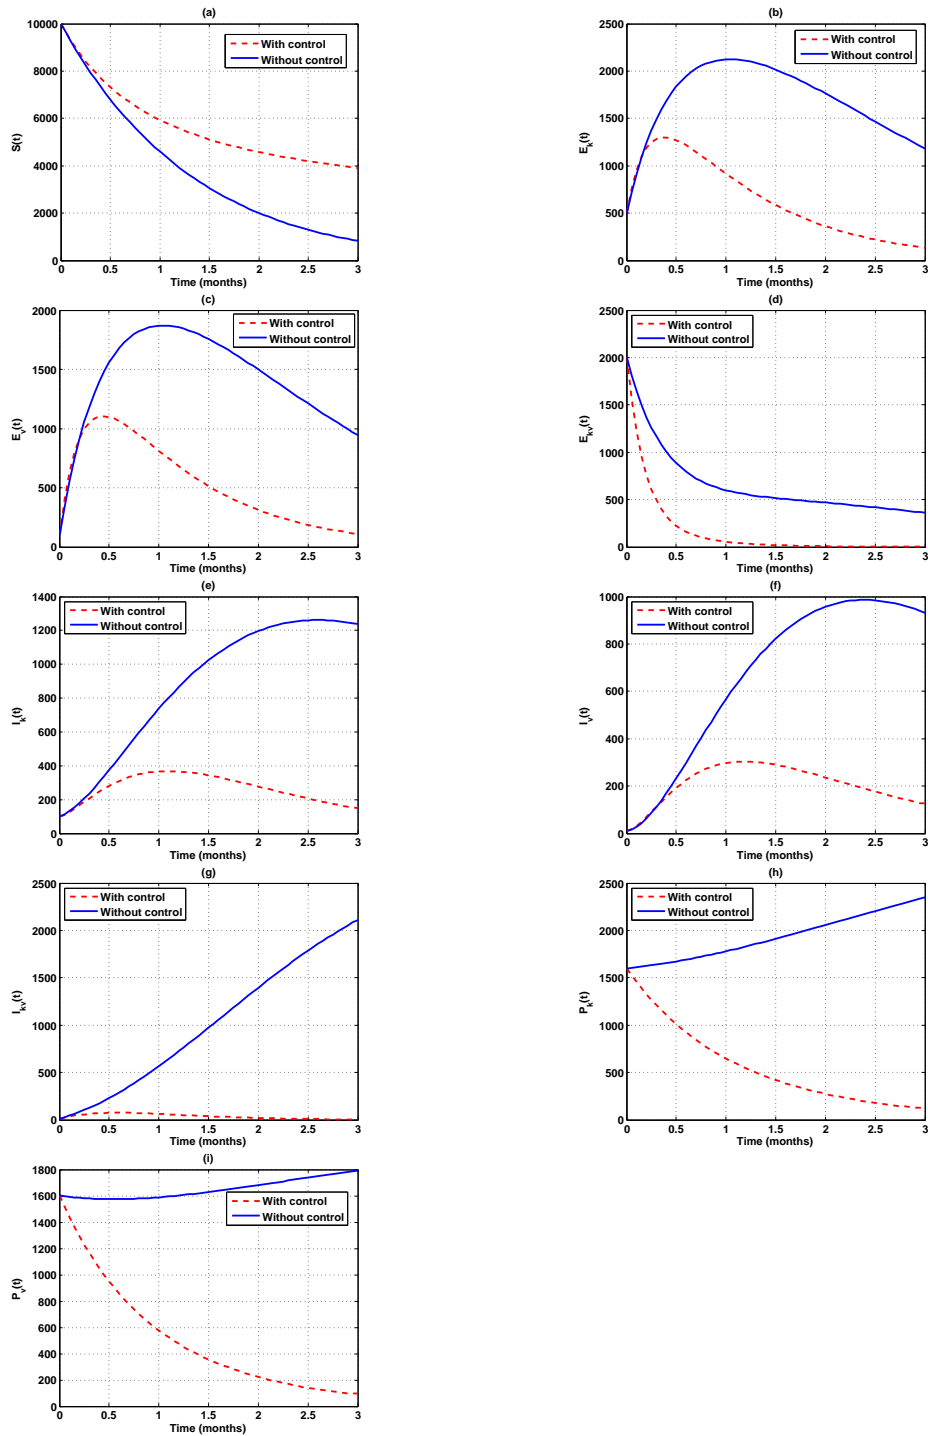 (a)
10000
8000
6000
4000
2000
0
S(t)
With control
Without control
0 0.5 1 1.5 2 2.5 3
Time (months)
(b)
2500
2000
1500
1000
500
0
E_k(t)
With control
Without control
0 0.5 1 1.5 2 2.5 3
Time (months)
(c)
2000
1500
1000
500
0
E_v(t)
With control
Without control
0 0.5 1 1.5 2 2.5 3
Time (months)
(d)
2500
2000
1500
1000
500
0
E_kv(t)
With control
Without control
0 0.5 1 1.5 2 2.5 3
Time (months)
(e)
1400
1200
1000
800
600
400
200
0
I_k(t)
With control
Without control
0 0.5 1 1.5 2 2.5 3
Time (months)
(f)
1000
800
600
400
200
0
I_v(t)
With control
Without control
0 0.5 1 1.5 2 2.5 3
Time (months)
(g)
2500
2000
1500
1000
500
0
I_kv(t)
With control
Without control
0 0.5 1 1.5 2 2.5 3
Time (months)
(h)
2500
2000
1500
1000
500
0
P_k(t)
With control
Without control
0 0.5 1 1.5 2 2.5 3
Time (months)
(i)
1800
1600
1400
1200
1000
800
600
400
200
0
P_v(t)
With control
Without control
0 0.5 1 1.5 2 2.5 3
Time (months)